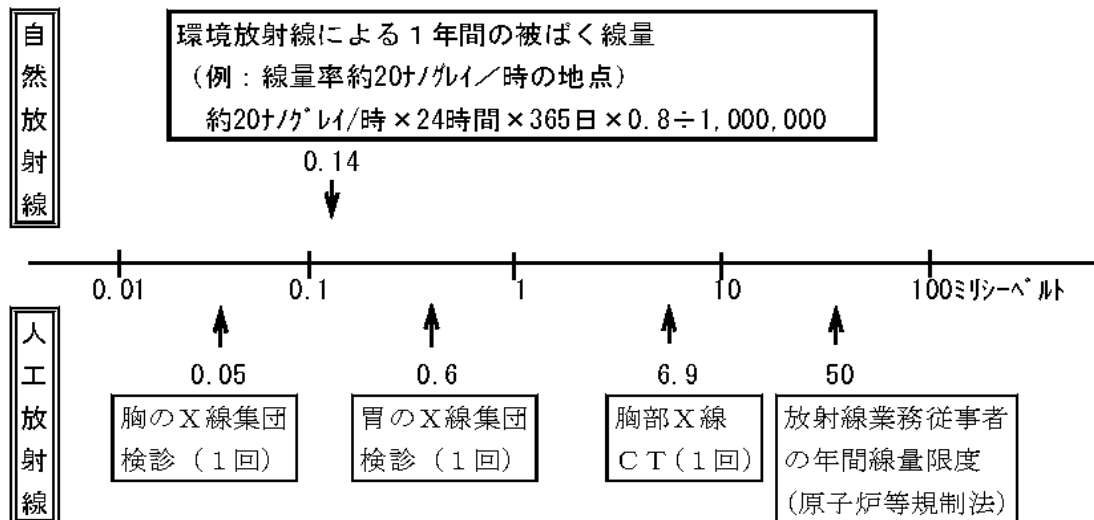 自然放射線
環境放射線による１年間の被ばく線量
（例：線量率約20ﾅﾉｸﾞﾚｲ／時の地点）
約20ﾅﾉｸﾞﾚｲ/時×24時間×365日×0.8÷1,000,000
0.14
0.01 0.1 1 10 100ﾐﾘｼｰﾍﾞﾙﾄ
人工放射線
0.05 0.6 6.9 50
胸のＸ線集団
検診（１回）
胃のＸ線集団
検診（１回）
胸部Ｘ線
ＣＴ（１回）
放射線業務従事者
の年間線量限度
(原子炉等規制法)